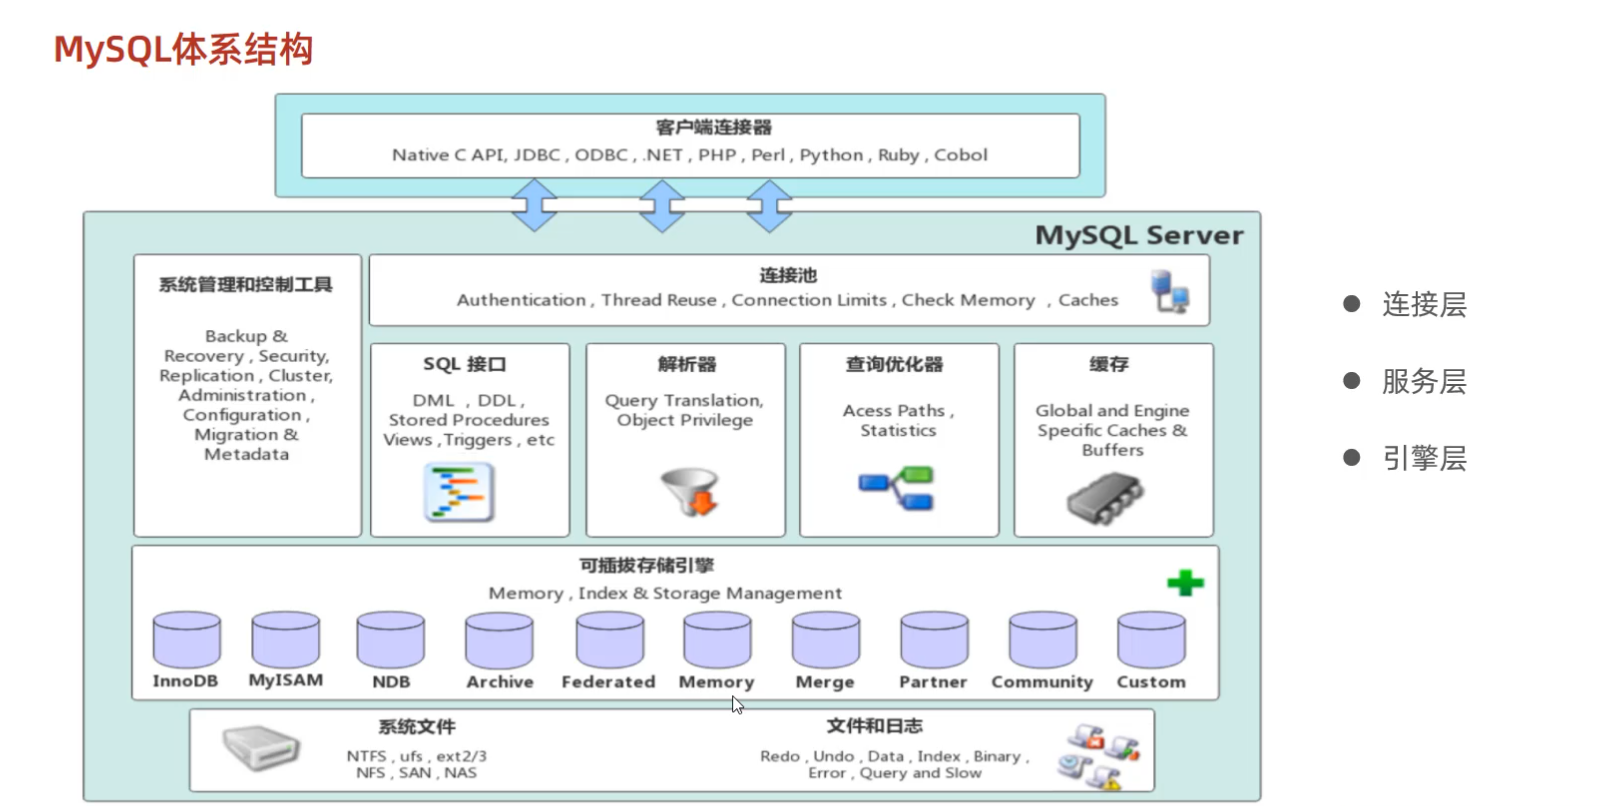 MySQL体系结构
客户端连接器
Native C API, JDBC , ODBC , .NET , PHP , Perl , Python , Ruby , Cobol
MySQL Server
系统管理和控制工具
Backup &
Recovery , Security,
Replication , Cluster,
Administration ,
Configuration ,
Migration &
Metadata
连接池
Authentication , Thread Reuse , Connection Limits , Check Memory , Caches
SQL 接口
DML , DDL ,
Stored Procedures
Views ,Triggers , etc
解析器
Query Translation,
Object Privilege
查询优化器
Acess Paths ,
Statistics
缓存
Global and Engine
Specific Caches &
Buffers
可插拔存储引擎
Memory , Index & Storage Management
InnoDB
MyISAM
NDB
Archive
Federated
Memory
Merge
Partner
Community
Custom
系统文件
NTFS , ufs , ext2/3
NFS , SAN , NAS
文件和日志
Redo , Undo , Data , Index , Binary ,
Error , Query and Slow
● 连接层
● 服务层
● 引擎层